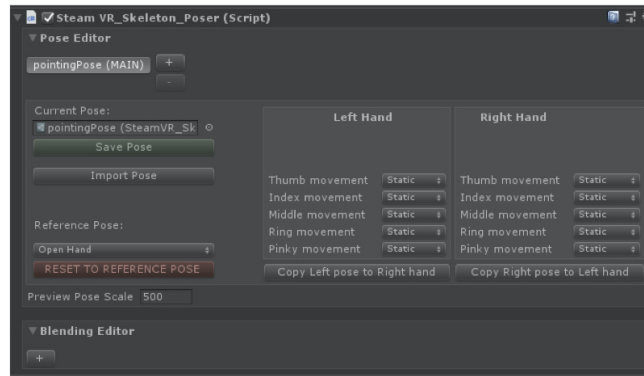 Steam VR_Skeleton_Poser (Script)
Pose Editor
pointingPose (MAIN)
+
-
Current Pose:
pointingPose (SteamVR_Sk
Save Pose
Import Pose
Reference Pose:
Open Hand
RESET TO REFERENCE POSE
Left Hand
Thumb movement Static
Index movement Static
Middle movement Static
Ring movement Static
Pinky movement Static
Copy Left pose to Right hand
Right Hand
Thumb movement Static
Index movement Static
Middle movement Static
Ring movement Static
Pinky movement Static
Copy Right pose to Left hand
Preview Pose Scale 500
Blending Editor
+